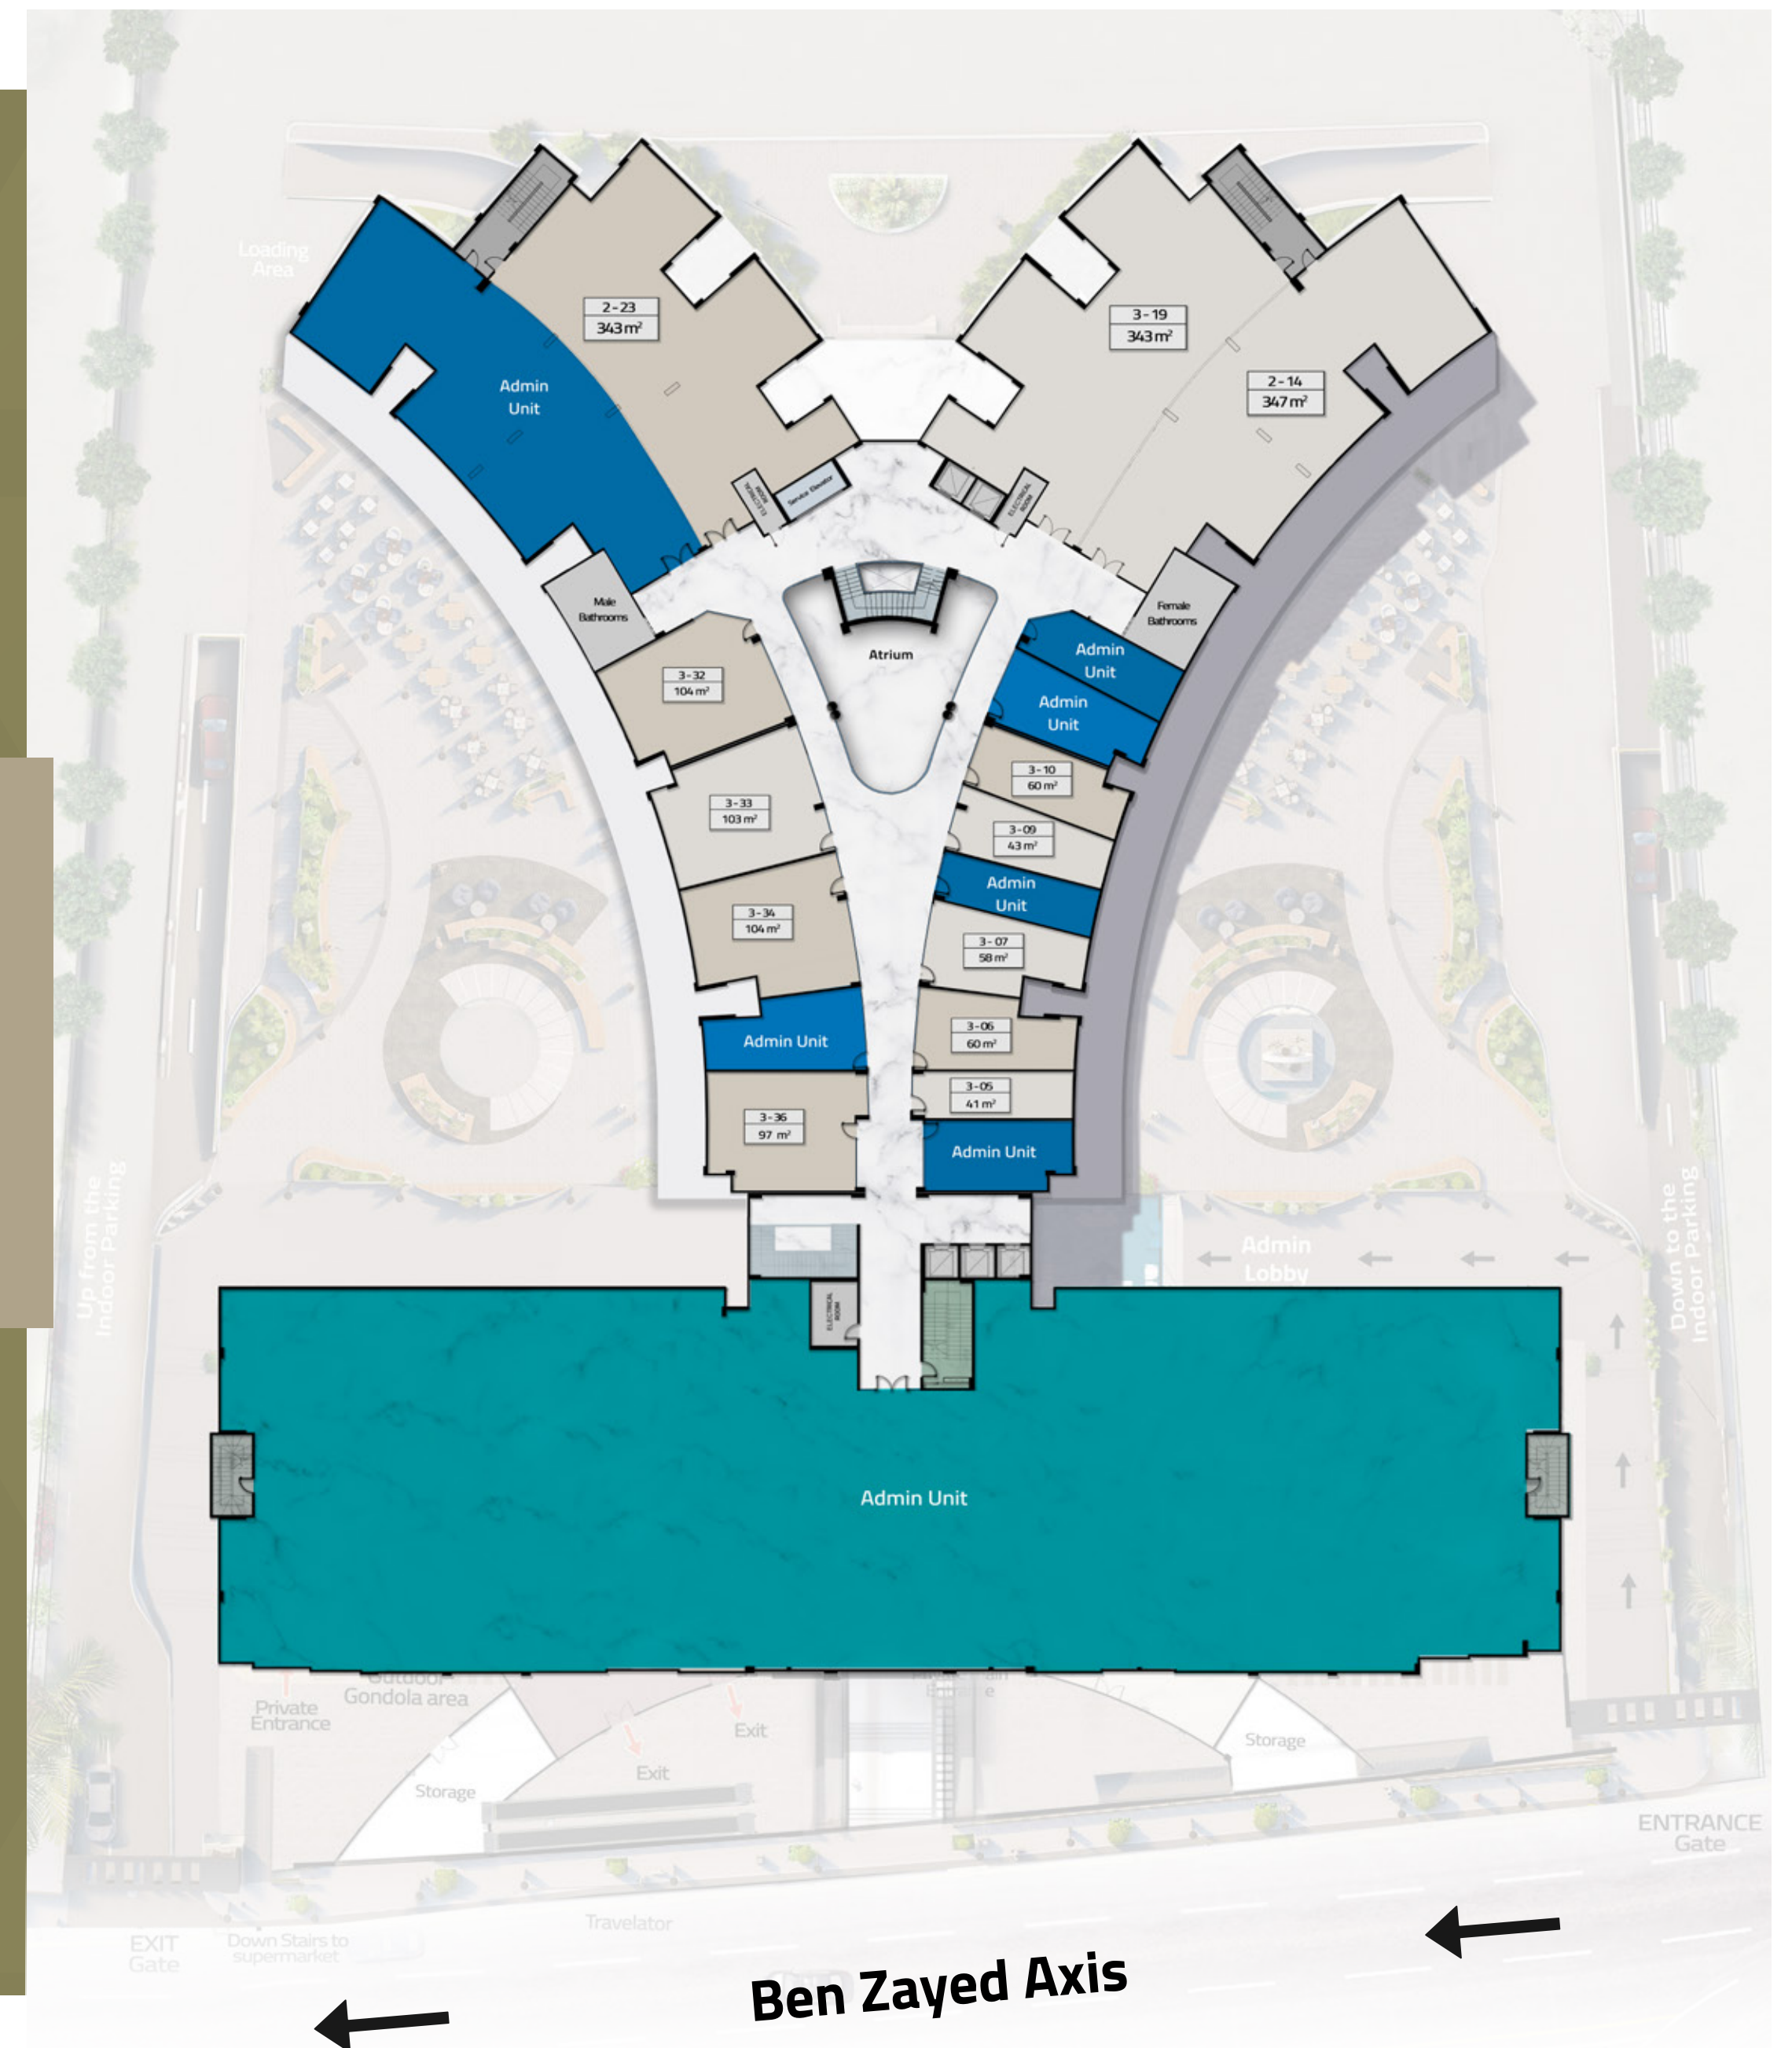 Loading
Area
2-23
343 m²
3-19
343 m²
Admin
Unit
2-14
347 m²
ELECTRICAL
ROOM
Service Elevator
ELECTRICAL
ROOM
Male
Bathrooms
Female
Bathrooms
Atrium
Admin
Unit
3-32
104 m²
Admin
Unit
3-10
60 m²
3-33
103 m²
3-09
43 m²
Admin
Unit
3-34
104 m²
3-07
58 m²
Admin Unit
3-06
60 m²
3-05
41 m²
3-36
97 m²
Admin Unit
Up from the
Indoor Parking
Down to the
Indoor Parking
Admin
Lobby
ELECTRICAL
ROOM
Admin Unit
Outdoor
Gondola area
Private
Entrance
Exit
Exit
Storage
Storage
ENTRANCE
Gate
Travelator
EXIT
Gate
Down Stairs to
supermarket
Ben Zayed Axis